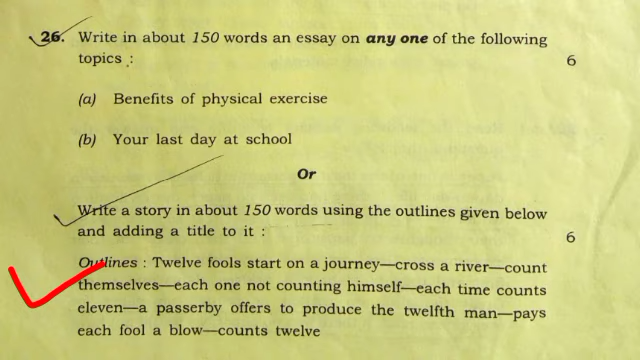 26. Write in about 150 words an essay on any one of the following
topics : 6
(a) Benefits of physical exercise
(b) Your last day at school
Or
Write a story in about 150 words using the outlines given below
and adding a title to it : 6
Outlines : Twelve fools start on a journey—cross a river—count
themselves—each one not counting himself—each time counts
eleven—a passerby offers to produce the twelfth man—pays
each fool a blow—counts twelve